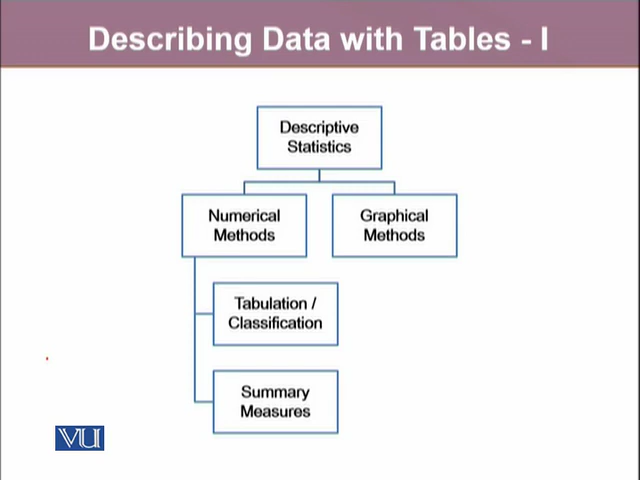 Describing Data with Tables - I
Descriptive
Statistics
Numerical
Methods
Graphical
Methods
Tabulation /
Classification
Summary
Measures
VU